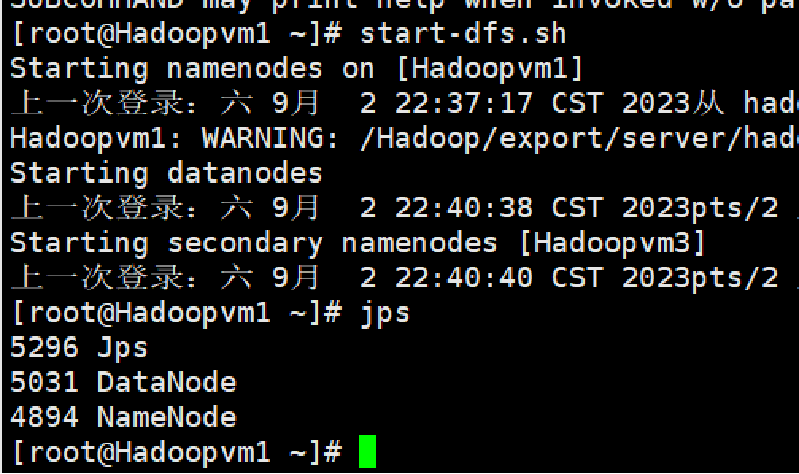 SUBCOMMAND may print help when invoked w/o pa
[root@Hadoopvm1 ~]# start-dfs.sh
Starting namenodes on [Hadoopvm1]
上一次登录：六 9月  2 22:37:17 CST 2023从 hado
Hadoopvm1: WARNING: /Hadoop/export/server/hado
Starting datanodes
上一次登录：六 9月  2 22:40:38 CST 2023pts/2
Starting secondary namenodes [Hadoopvm3]
上一次登录：六 9月  2 22:40:40 CST 2023pts/2
[root@Hadoopvm1 ~]# jps
5296 Jps
5031 DataNode
4894 NameNode
[root@Hadoopvm1 ~]#